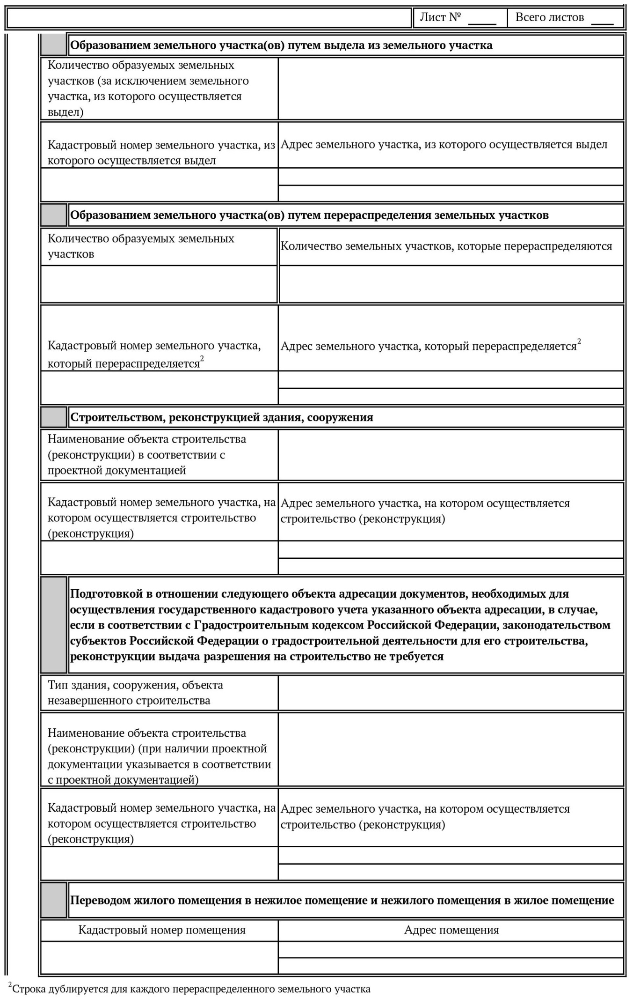 Лист № ____ Всего листов ____
Образованием земельного участка(ов) путем выдела из земельного участка
Количество образуемых земельных
участков (за исключением земельного
участка, из которого осуществляется
выдел)
Кадастровый номер земельного участка, из
которого осуществляется выдел
Адрес земельного участка, из которого осуществляется выдел
Образованием земельного участка(ов) путем перераспределения земельных участков
Количество образуемых земельных
участков
Количество земельных участков, которые перераспределяются
Кадастровый номер земельного участка,
который перераспределяется²
Адрес земельного участка, который перераспределяется²
Строительством, реконструкцией здания, сооружения
Наименование объекта строительства
(реконструкции) в соответствии с
проектной документацией
Кадастровый номер земельного участка, на
котором осуществляется строительство
(реконструкция)
Адрес земельного участка, на котором осуществляется
строительство (реконструкция)
Подготовкой в отношении следующего объекта адресации документов, необходимых для
осуществления государственного кадастрового учета указанного объекта адресации, в случае,
если в соответствии с Градостроительным кодексом Российской Федерации, законодательством
субъектов Российской Федерации о градостроительной деятельности для его строительства,
реконструкции выдача разрешения на строительство не требуется
Тип здания, сооружения, объекта
незавершенного строительства
Наименование объекта строительства
(реконструкции) (при наличии проектной
документации указывается в соответствии
с проектной документацией)
Кадастровый номер земельного участка, на
котором осуществляется строительство
(реконструкция)
Адрес земельного участка, на котором осуществляется
строительство (реконструкция)
Переводом жилого помещения в нежилое помещение и нежилого помещения в жилое помещение
Кадастровый номер помещения
Адрес помещения
²Строка дублируется для каждого перераспределенного земельного участка